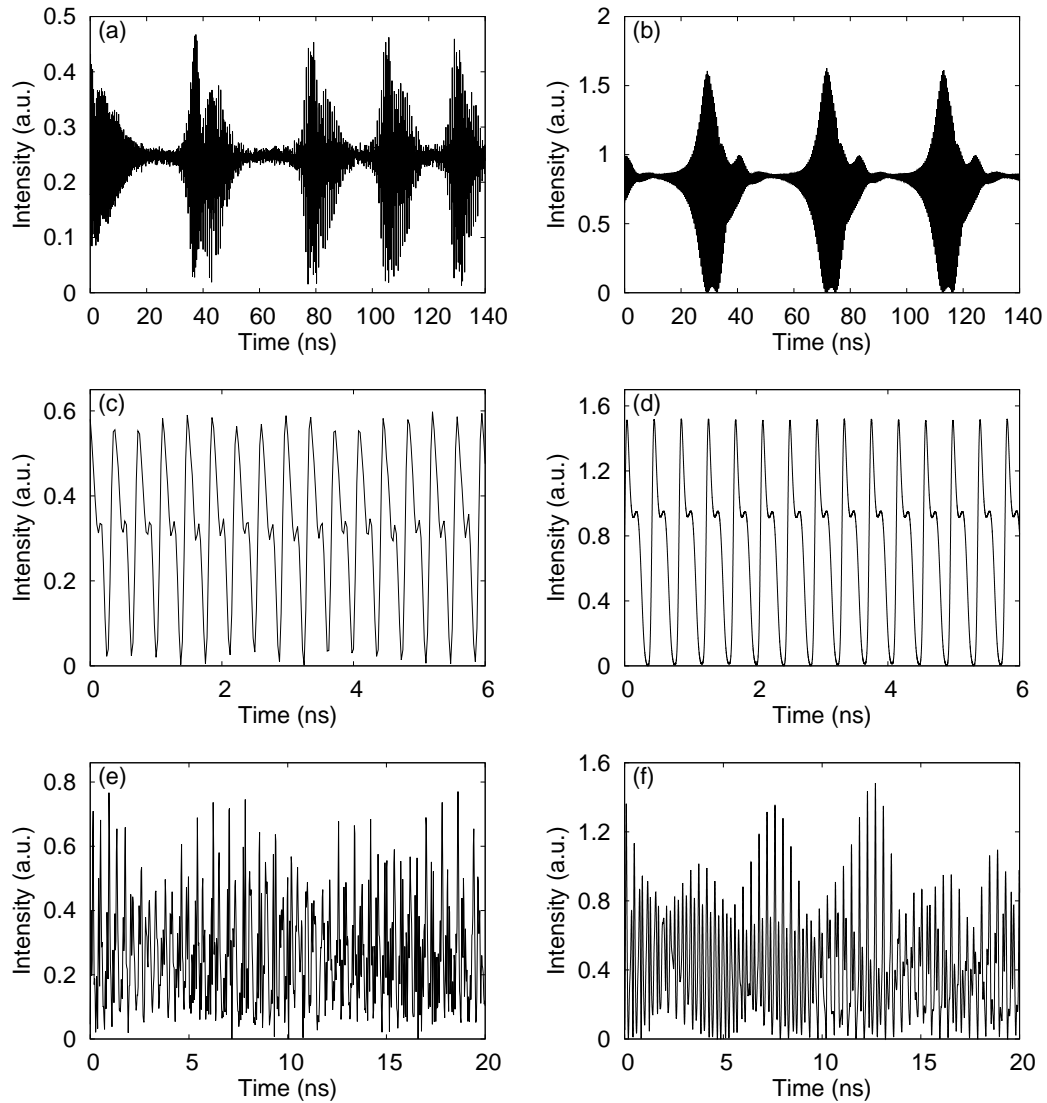 (a)
Intensity (a.u.)
0.5
0.4
0.3
0.2
0.1
0
0 20 40 60 80 100 120 140
Time (ns)
(b)
Intensity (a.u.)
2
1.5
1
0.5
0
0 20 40 60 80 100 120 140
Time (ns)
(c)
Intensity (a.u.)
0.6
0.4
0.2
0
0 2 4 6
Time (ns)
(d)
Intensity (a.u.)
1.6
1.2
0.8
0.4
0
0 2 4 6
Time (ns)
(e)
Intensity (a.u.)
0.8
0.6
0.4
0.2
0
0 5 10 15 20
Time (ns)
(f)
Intensity (a.u.)
1.6
1.2
0.8
0.4
0
0 5 10 15 20
Time (ns)